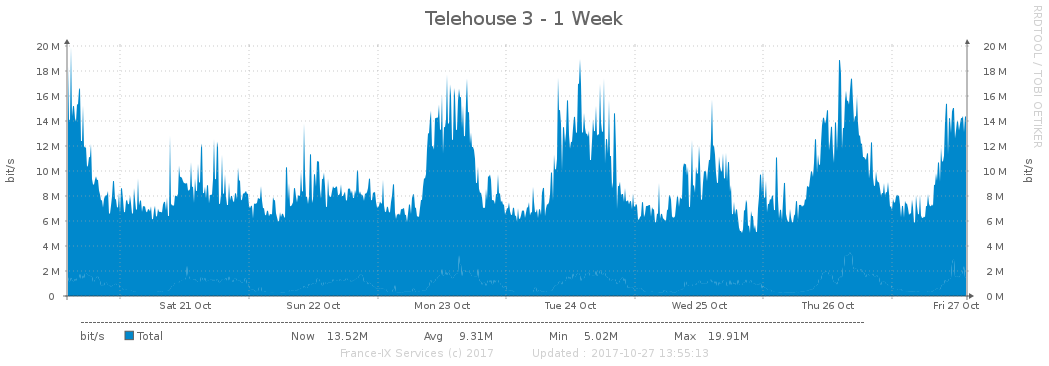 Telehouse 3 - 1 Week
RRDTOOL / TOBI OETIKER
bit/s
20 M 20 M
18 M 18 M
16 M 16 M
14 M 14 M
12 M 12 M
10 M 10 M
8 M 8 M
6 M 6 M
4 M 4 M
2 M 2 M
0 0 M
bit/s
Sat 21 Oct Sun 22 Oct Mon 23 Oct Tue 24 Oct Wed 25 Oct Thu 26 Oct Fri 27 Oct
bit/s Total Now 13.52M Avg 9.31M Min 5.02M Max 19.91M
France-IX Services (c) 2017 Updated : 2017-10-27 13:55:13